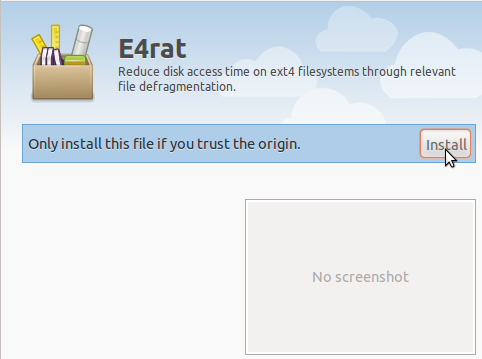 E4rat
Reduce disk access time on ext4 filesystems through relevant
file defragmentation.
Only install this file if you trust the origin.
Install
No screenshot